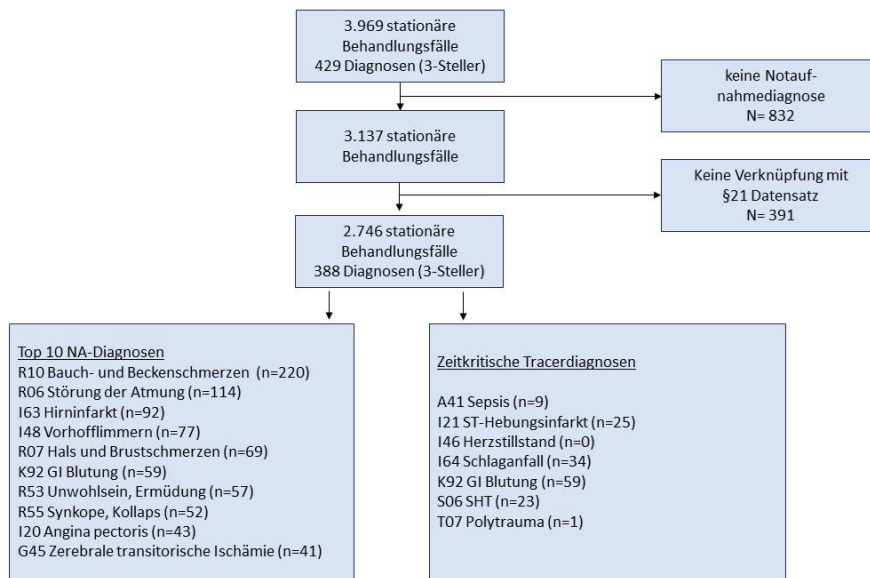 3.969 stationäre
Behandlungsfälle
429 Diagnosen (3-Steller)
keine Notauf-
nahmediagnose
N= 832
3.137 stationäre
Behandlungsfälle
Keine Verknüpfung mit
§21 Datensatz
N= 391
2.746 stationäre
Behandlungsfälle
388 Diagnosen (3-Steller)
Top 10 NA-Diagnosen
R10 Bauch- und Beckenschmerzen (n=220)
R06 Störung der Atmung (n=114)
I63 Hirninfarkt (n=92)
I48 Vorhofflimmern (n=77)
R07 Hals und Brustschmerzen (n=69)
K92 GI Blutung (n=59)
R53 Unwohlsein, Ermüdung (n=57)
R55 Synkope, Kollaps (n=52)
I20 Angina pectoris (n=43)
G45 Zerebrale transitorische Ischämie (n=41)
Zeitkritische Tracerdiagnosen
A41 Sepsis (n=9)
I21 ST-Hebungsinfarkt (n=25)
I46 Herzstillstand (n=0)
I64 Schlaganfall (n=34)
K92 GI Blutung (n=59)
S06 SHT (n=23)
T07 Polytrauma (n=1)